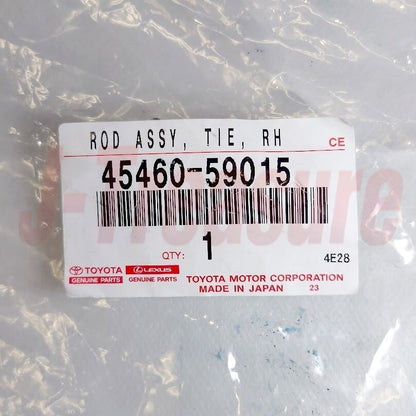 ROD ASSY, TIE, RH
CE
45460-59015
J-Treasure
QTY: 1
4E28
TOYOTA LEXUS
GENUINE PARTS GENUINE PARTS
TOYOTA MOTOR CORPORATION
MADE IN JAPAN 23